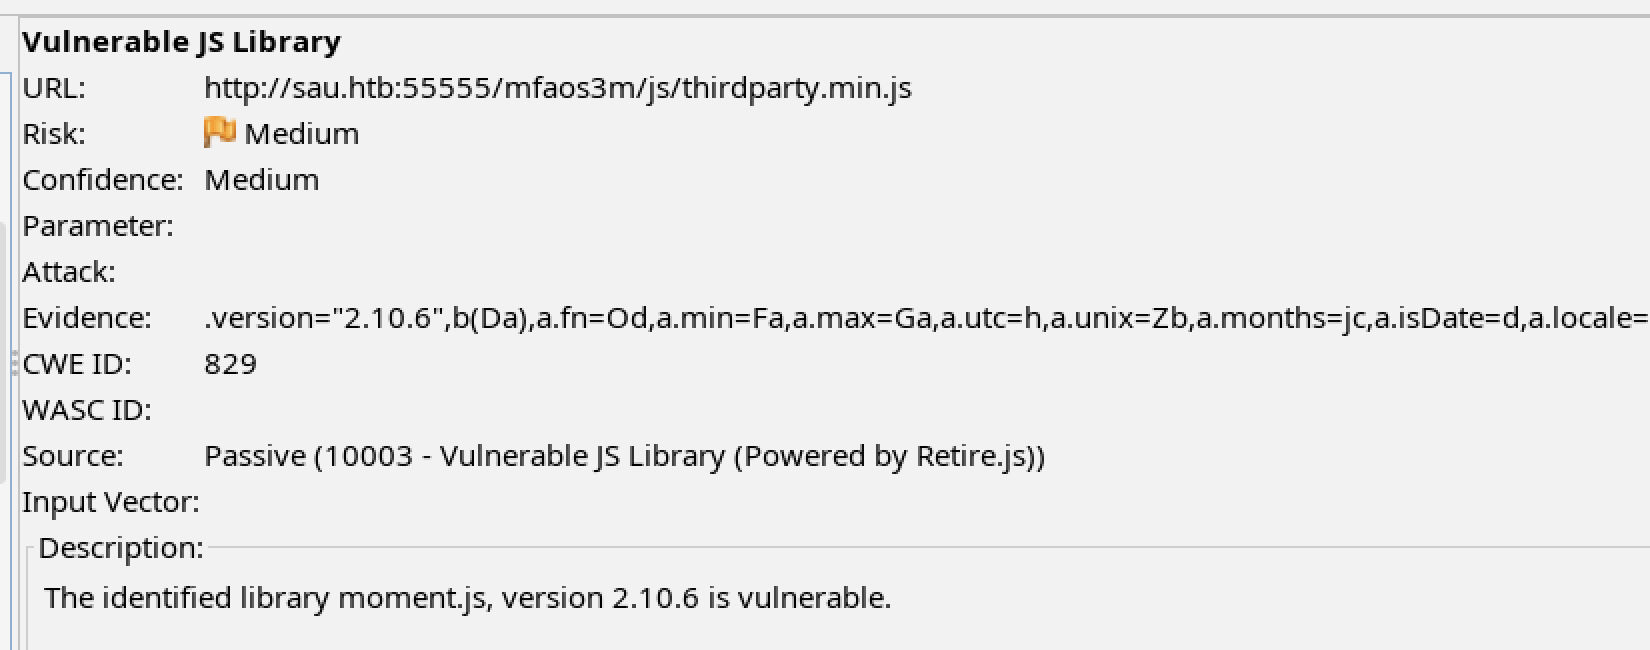 Vulnerable JS Library
URL: http://sau.htb:55555/mfaos3m/js/thirdparty.min.js
Risk: Medium
Confidence: Medium
Parameter:
Attack:
Evidence: .version="2.10.6",b(Da),a.fn=Od,a.min=Fa,a.max=Ga,a.utc=h,a.unix=Zb,a.months=jc,a.isDate=d,a.locale=
CWE ID: 829
WASC ID:
Source: Passive (10003 - Vulnerable JS Library (Powered by Retire.js))
Input Vector:
Description:
The identified library moment.js, version 2.10.6 is vulnerable.